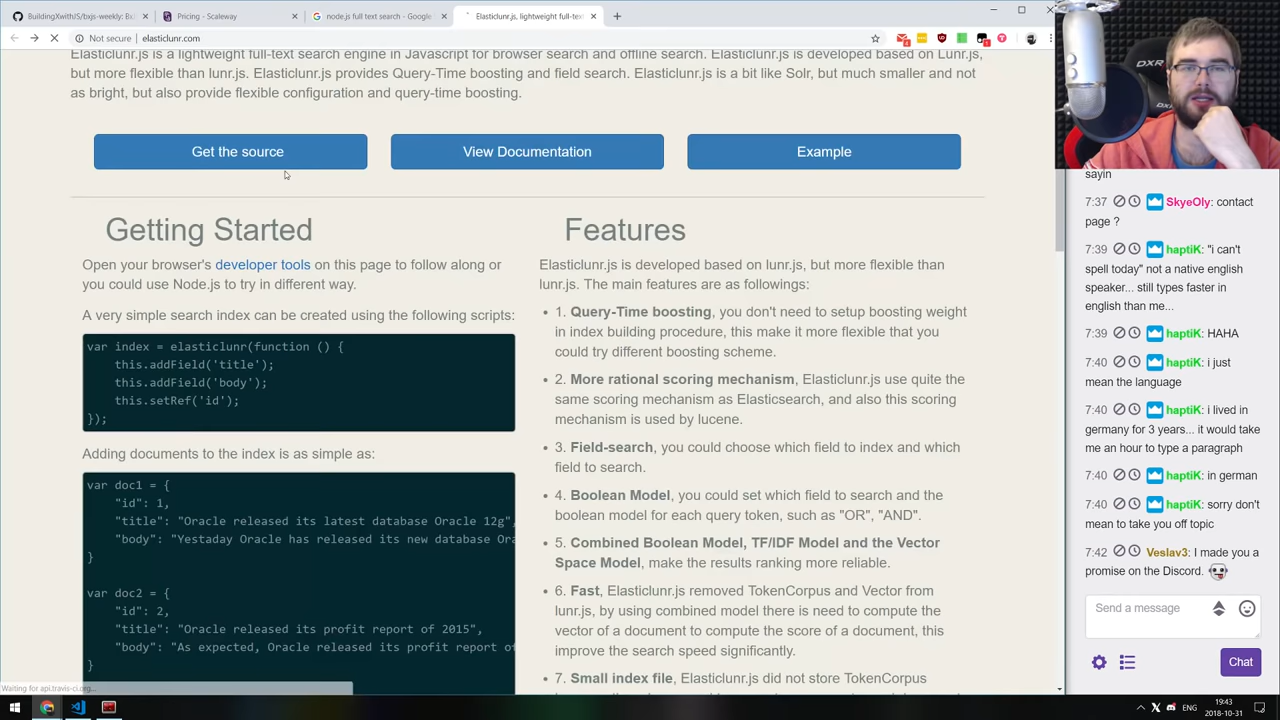 BuildingXwithJS/bxjs-weekly: Bx
Pricing - Scaleway
node.js full text search - Google
Elasticlunr.js, lightweight full-text
Not secure
elasticlunr.com
Elasticlunr.js is a lightweight full-text search engine in Javascript for browser search and offline search. Elasticlunr.js is developed based on Lunr.js,
but more flexible than lunr.js. Elasticlunr.js provides Query-Time boosting and field search. Elasticlunr.js is a bit like Solr, but much smaller and not
as bright, but also provide flexible configuration and query-time boosting.
Get the source
View Documentation
Example
Getting Started
Open your browser's developer tools on this page to follow along or
you could use Node.js to try in different way.
A very simple search index can be created using the following scripts:
var index = elasticlunr(function () {
this.addField('title');
this.addField('body');
this.setRef('id');
});
Adding documents to the index is as simple as:
var doc1 = {
"id": 1,
"title": "Oracle released its latest database Oracle 12g",
"body": "Yestaday Oracle has released its new database Ora
}
var doc2 = {
"id": 2,
"title": "Oracle released its profit report of 2015",
"body": "As expected, Oracle released its profit report of
}
Features
Elasticlunr.js is developed based on lunr.js, but more flexible than
lunr.js. The main features are as followings:
1. Query-Time boosting, you don't need to setup boosting weight
in index building procedure, this make it more flexible that you
could try different boosting scheme.
2. More rational scoring mechanism, Elasticlunr.js use quite the
same scoring mechanism as Elasticsearch, and also this scoring
mechanism is used by lucene.
3. Field-search, you could choose which field to index and which
field to search.
4. Boolean Model, you could set which field to search and the
boolean model for each query token, such as "OR", "AND".
5. Combined Boolean Model, TF/IDF Model and the Vector
Space Model, make the results ranking more reliable.
6. Fast, Elasticlunr.js removed TokenCorpus and Vector from
lunr.js, by using combined model there is need to compute the
vector of a document to compute the score of a document, this
improve the search speed significantly.
7. Small index file, Elasticlunr.js did not store TokenCorpus
Waiting for api.travis-ci.org...
sayin
7:37 SkyeOly: contact
page ?
7:39 haptiK: "i can't
spell today" not a native english
speaker... still types faster in
english than me...
7:39 haptiK: HAHA
7:40 haptiK: i just
mean the language
7:40 haptiK: i lived in
germany for 3 years... it would take
me an hour to type a paragraph
7:40 haptiK: in german
7:40 haptiK: sorry don't
mean to take you off topic
7:42 Veslav3: I made you a
promise on the Discord.
Send a message
Chat
ENG
19:43
2018-10-31